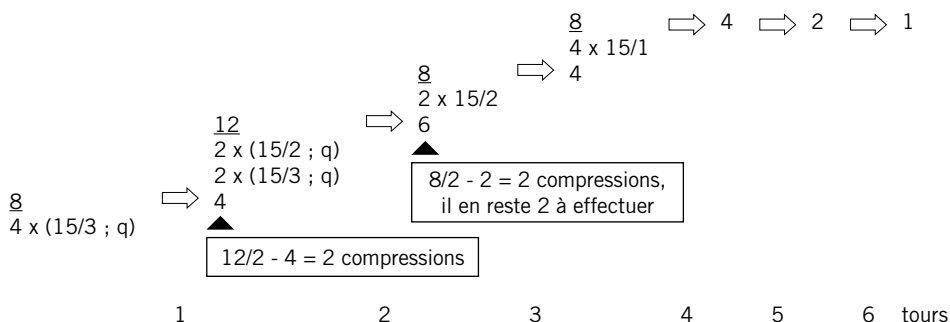 8
4 x (15/3 ; q)
12
2 x (15/2 ; q)
2 x (15/3 ; q)
4
12/2 - 4 = 2 compressions
8
2 x 15/2
6
8/2 - 2 = 2 compressions,
il en reste 2 à effectuer
8
4 x 15/1
4
4
2
1
1 2 3 4 5 6 tours